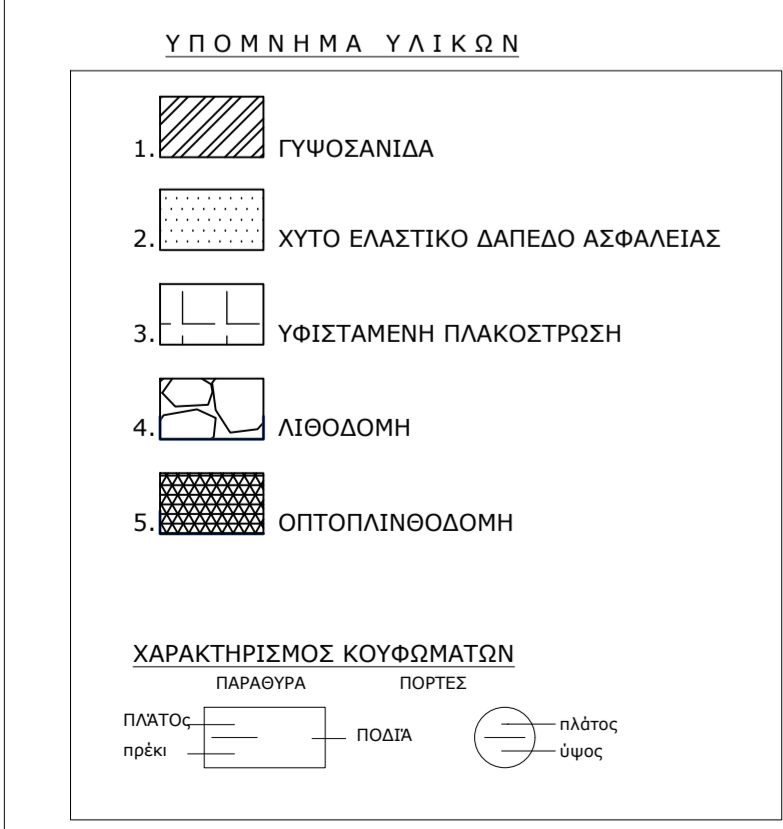 ΥΠΟΜΝΗΜΑ ΥΛΙΚΩΝ
1. ΓΥΨΟΣΑΝΙΔΑ
2. ΧΥΤΟ ΕΛΑΣΤΙΚΟ ΔΑΠΕΔΟ ΑΣΦΑΛΕΙΑΣ
3. ΥΦΙΣΤΑΜΕΝΗ ΠΛΑΚΟΣΤΡΩΣΗ
4. ΛΙΘΟΔΟΜΗ
5. ΟΠΤΟΠΛΙΝΘΟΔΟΜΗ
ΧΑΡΑΚΤΗΡΙΣΜΟΣ ΚΟΥΦΩΜΑΤΩΝ
ΠΑΡΑΘΥΡΑ ΠΟΡΤΕΣ
ΠΛΆΤΟς ΠΟΔΙΆ πλάτος
πρέκι ύψος